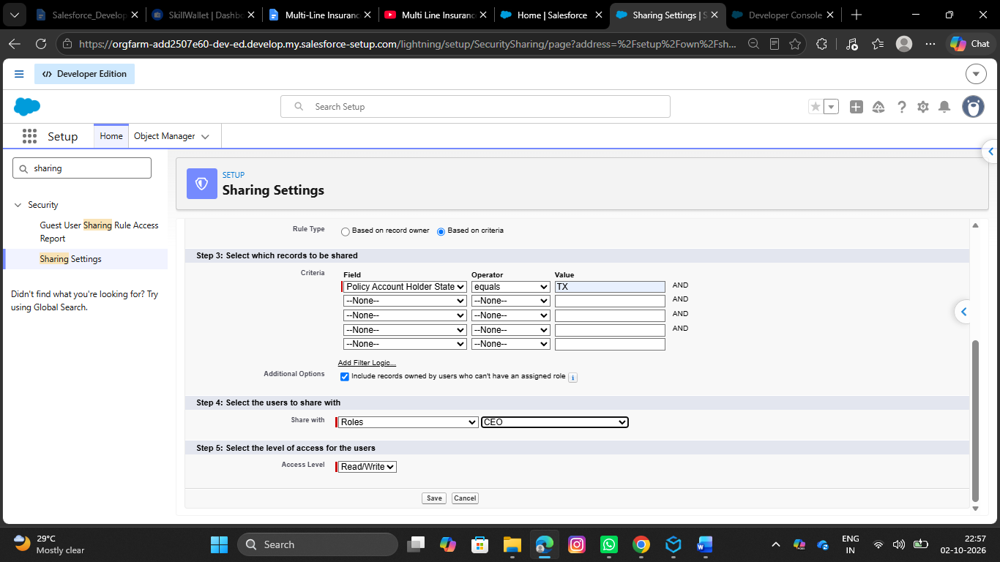 Salesforce_Develop
SkillWallet | Dashbo
Multi-Line Insuranc
Multi Line Insuranc
Home | Salesforce
Sharing Settings | S
Developer Console
https://orgfarm-add2507e60-dev-ed.develop.my.salesforce-setup.com/lightning/setup/SecuritySharing/page?address=%2Fsetup%2Fown%2Fsh...
Chat
Developer Edition
Search Setup
Setup
Home
Object Manager
sharing
Security
Guest User Sharing Rule Access
Report
Sharing Settings
Didn't find what you're looking for? Try
using Global Search.
SETUP
Sharing Settings
Rule Type
Based on record owner
Based on criteria
Step 3: Select which records to be shared
Criteria
Field Operator Value
Policy Account Holder State equals TX AND
--None-- --None-- AND
--None-- --None-- AND
--None-- --None-- AND
--None-- --None--
Add Filter Logic...
Additional Options
Include records owned by users who can't have an assigned role
Step 4: Select the users to share with
Share with Roles CEO
Step 5: Select the level of access for the users
Access Level Read/Write
Save Cancel
29°C
Mostly clear
Search
ENG
IN
22:57
02-10-2026